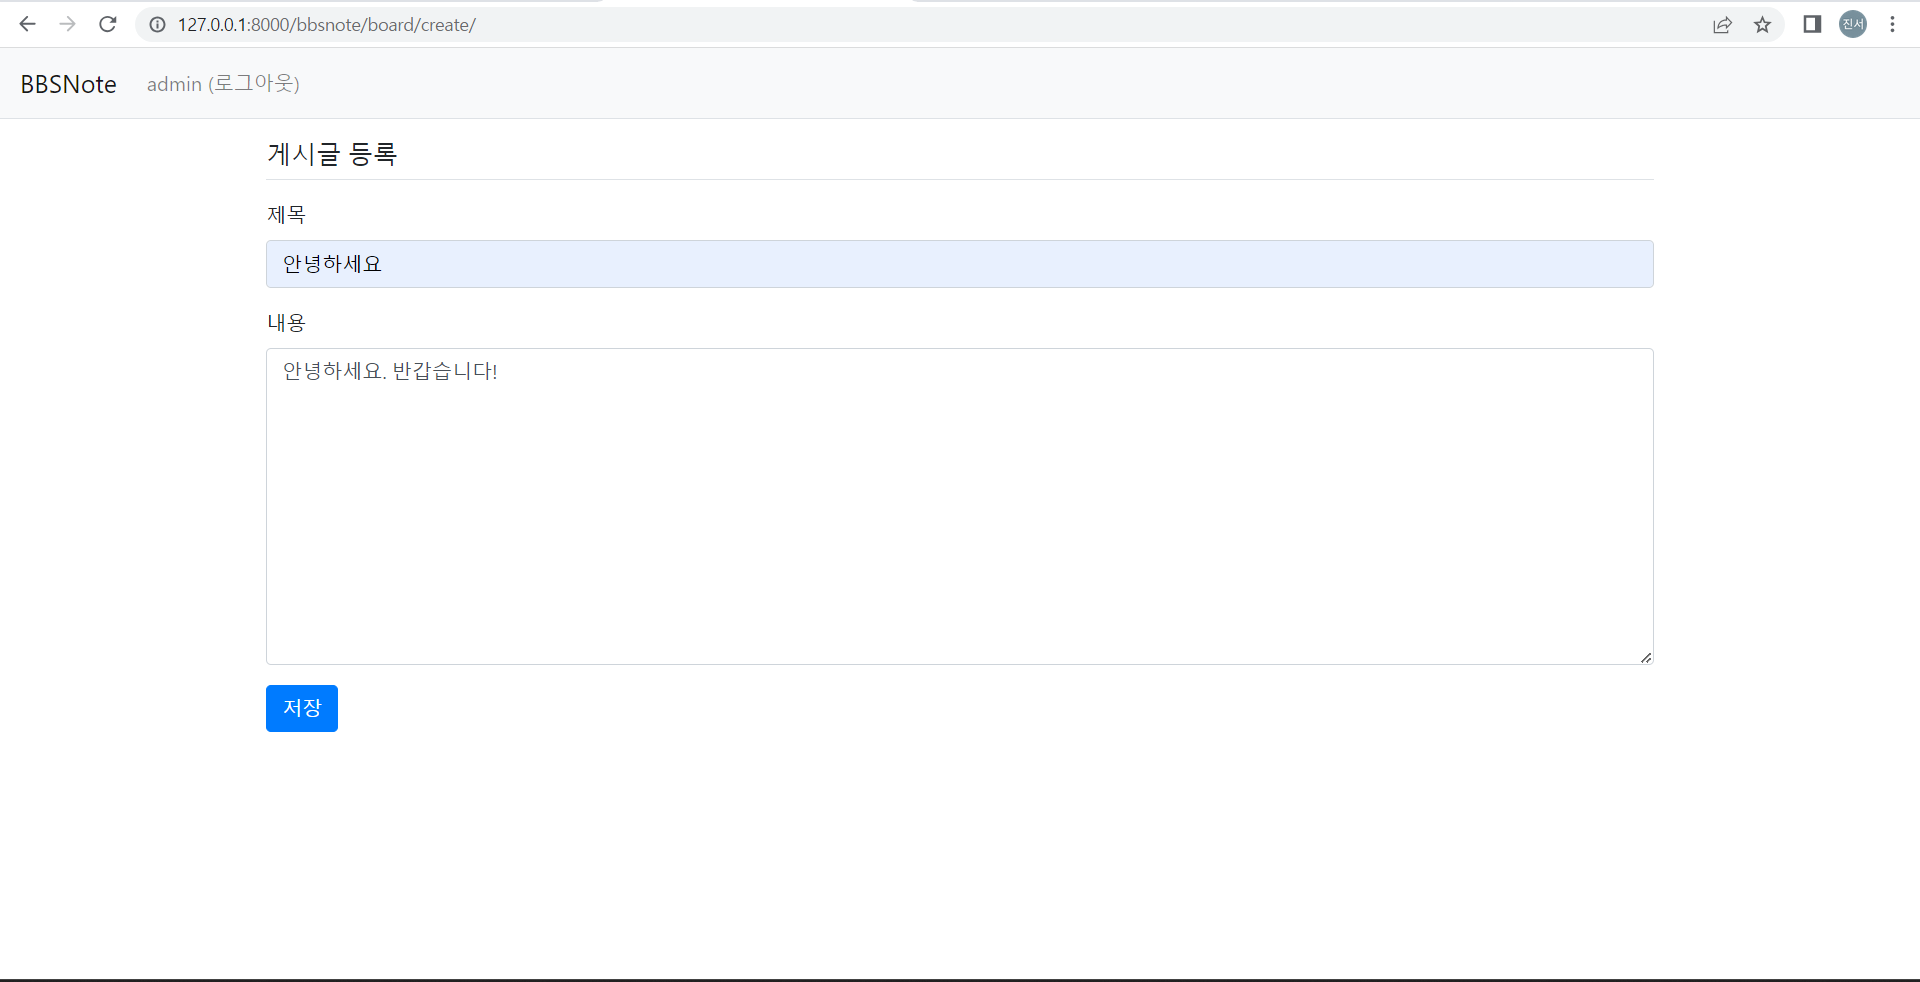 127.0.0.1:8000/bbsnote/board/create/
진서
BBSNote admin (로그아웃)
게시글 등록
제목
안녕하세요
내용
안녕하세요. 반갑습니다!
저장